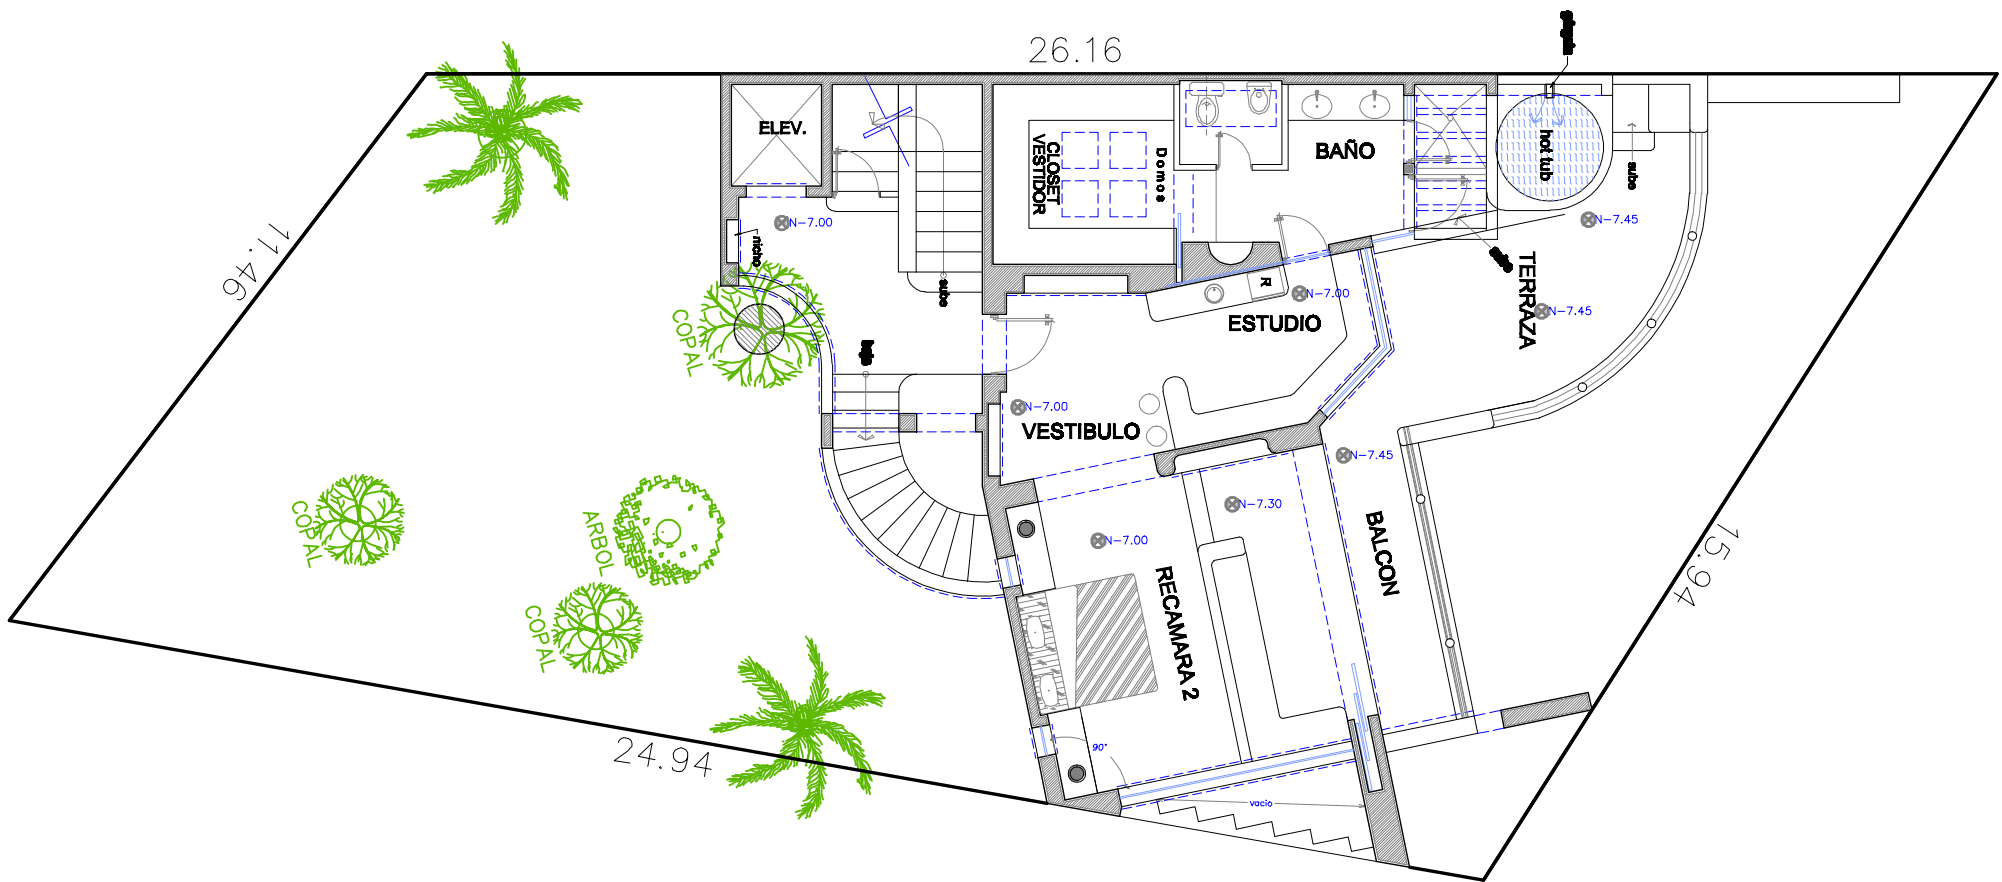 26.16
gárgola
ELEV.
CLOSET
VESTIDOR
Domos
BAÑO
hot tub
sube
N-7.00
nicho
N-7.45
TERRAZA
N-7.45
sube
R
N-7.00
ESTUDIO
11.46
COPAL
baja
N-7.00
VESTIBULO
N-7.45
N-7.30
N-7.00
BALCON
RECAMARA 2
COPAL
ARBOL
COPAL
15.94
24.94
90°
vacio